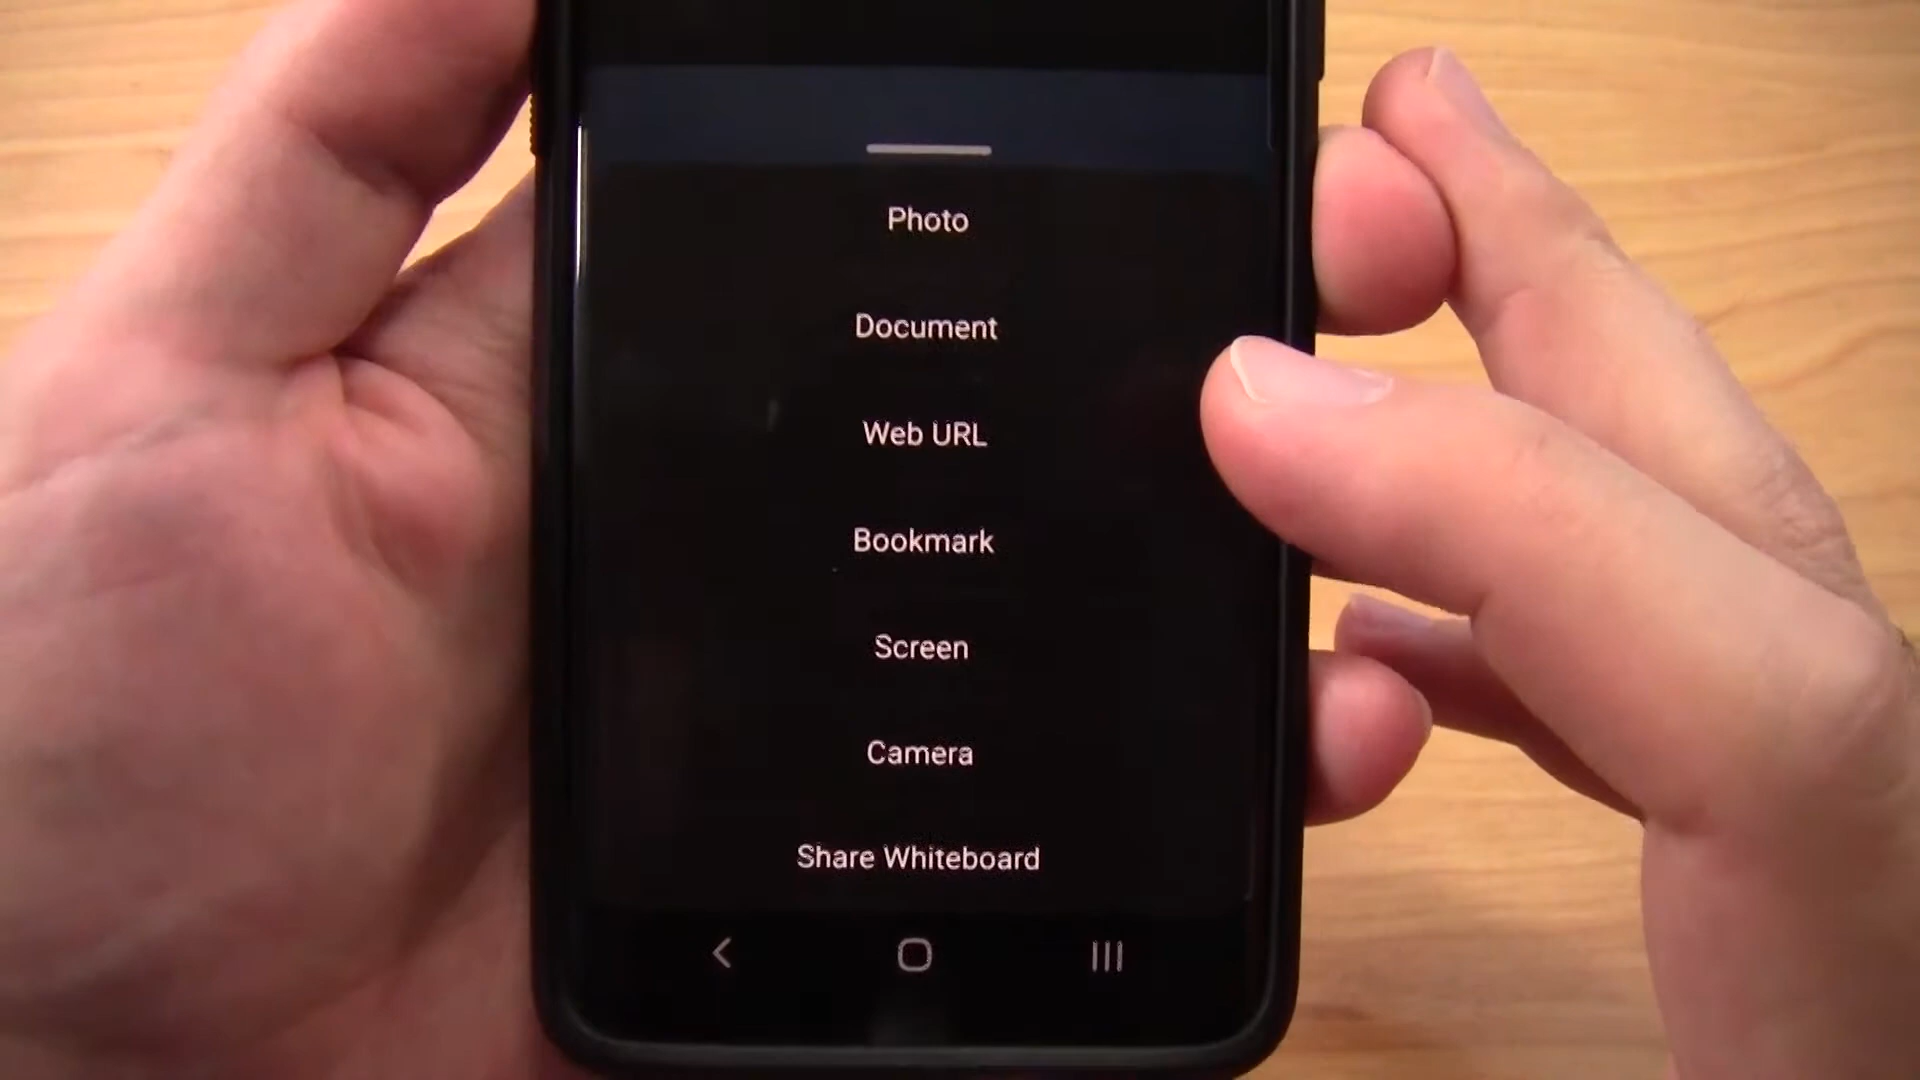 Photo
Document
Web URL
Bookmark
Screen
Camera
Share Whiteboard